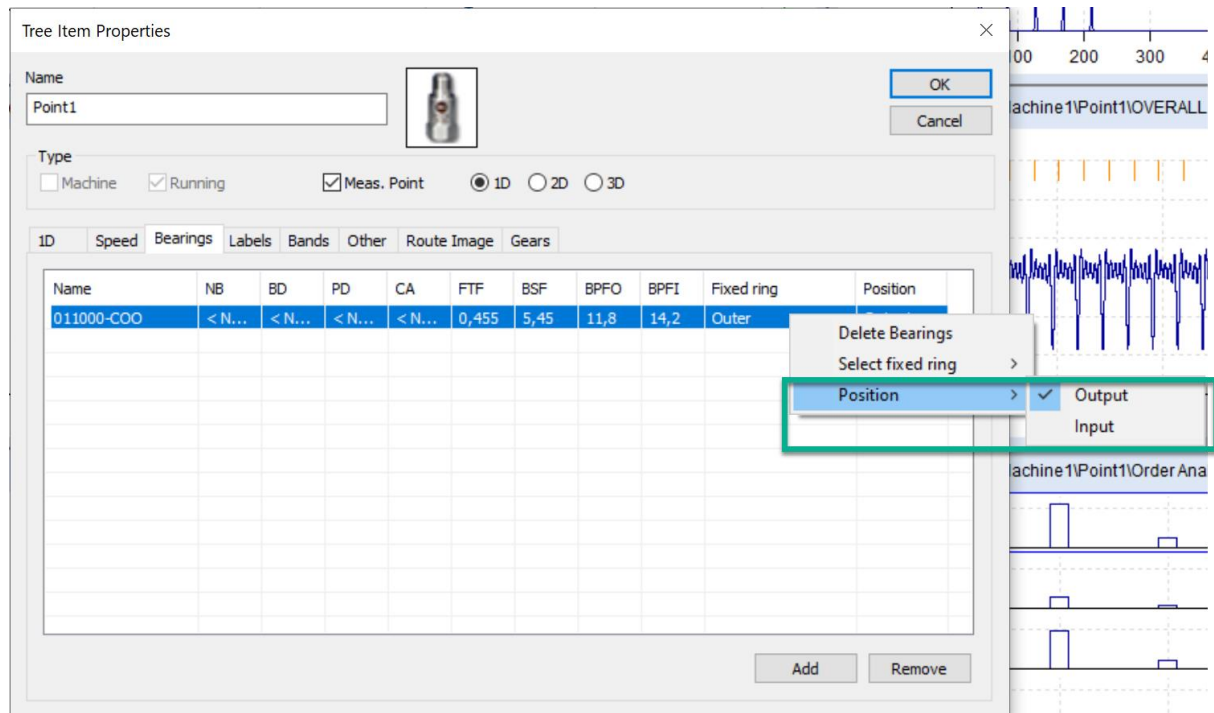 Tree Item Properties
100 200 300 4
Name
OK
Point1
achine1\Point1\OVERALL
Cancel
Type
Machine Running Meas. Point 1D 2D 3D
1D Speed Bearings Labels Bands Other Route Image Gears
Name NB BD PD CA FTF BSF BPFO BPFI Fixed ring Position
011000-COO < N... < N... < N... < N... 0,455 5,45 11,8 14,2 Outer
Delete Bearings
Select fixed ring
Position Output
Input
achine1\Point1\Order Ana
Add Remove